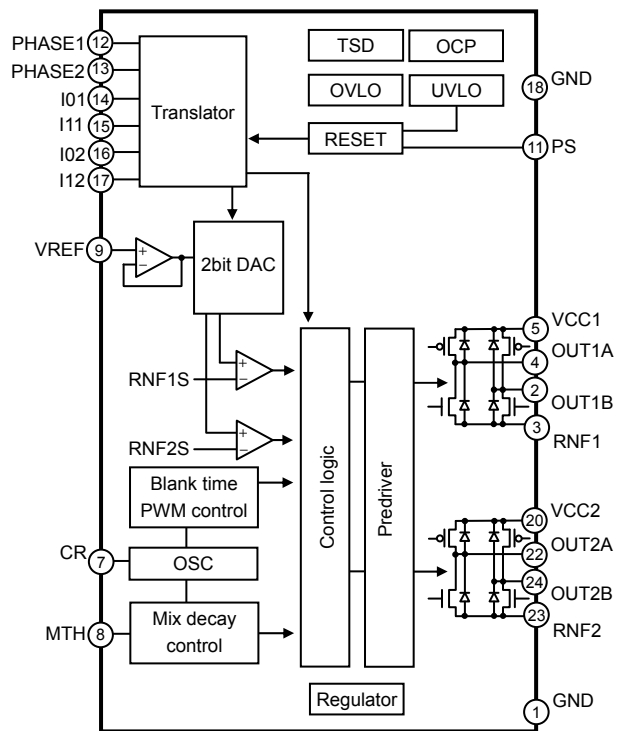 PHASE1 12
PHASE2 13
I01 14
I11 15
I02 16
I12 17
Translator
TSD
OCP
OVLO
UVLO
RESET
18 GND
11 PS
VREF 9
+
−
2bit DAC
RNF1S
+
−
RNF2S
+
−
Control logic
Predriver
5 VCC1
4 OUT1A
2 OUT1B
3 RNF1
Blank time
PWM control
CR 7
OSC
MTH 8
Mix decay
control
20 VCC2
22 OUT2A
24 OUT2B
23 RNF2
Regulator
1 GND